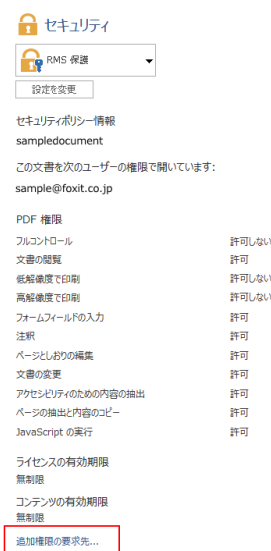 セキュリティ
RMS 保護
設定を変更
セキュリティポリシー情報
sampledocument
この文書を次のユーザーの権限で開いています:
sample@foxit.co.jp
PDF 権限
フルコントロール 許可しない
文書の閲覧 許可
低解像度で印刷 許可しない
高解像度で印刷 許可しない
フォームフィールドの入力 許可
注釈 許可
ページとしおりの編集 許可
文書の変更 許可
アクセシビリティのための内容の抽出 許可
ページの抽出と内容のコピー 許可
JavaScript の実行 許可
ライセンスの有効期限
無制限
コンテンツの有効期限
無制限
追加権限の要求先...